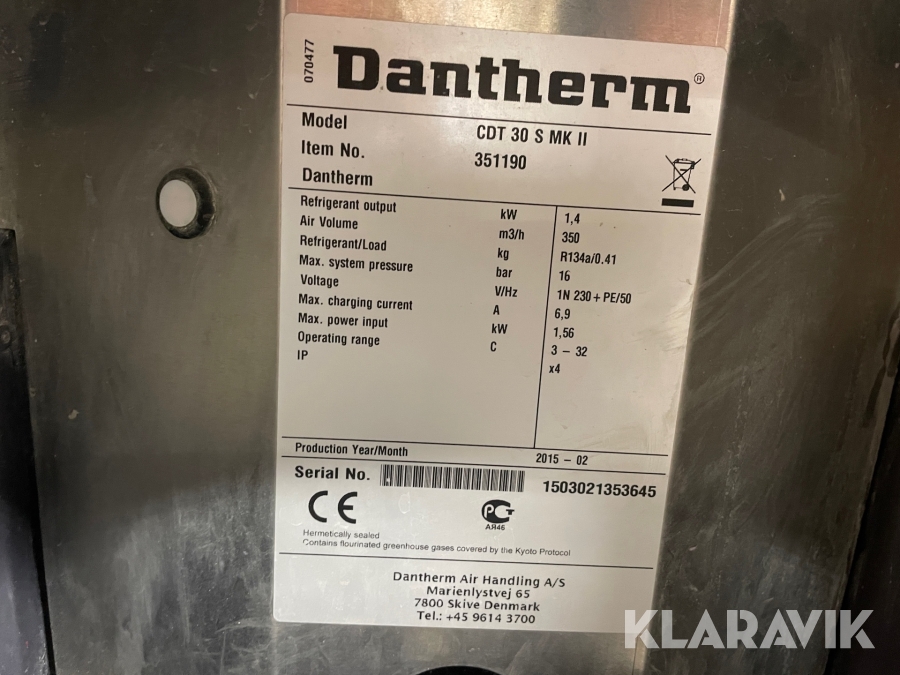 070477
Dantherm®
Model CDT 30 S MK II
Item No. 351190
Dantherm
Refrigerant output kW 1,4
Air Volume m3/h 350
Refrigerant/Load kg R134a/0.41
Max. system pressure bar 16
Voltage V/Hz 1N 230 + PE/50
Max. charging current A 6,9
Max. power input kW 1,56
Operating range C 3 – 32
IP x4
Production Year/Month 2015 – 02
Serial No. 1503021353645
CE
РСТ
АЯ46
Hermetically sealed
Contains flourinated greenhouse gases covered by the Kyoto Protocol
Dantherm Air Handling A/S
Marienlystvej 65
7800 Skive Denmark
Tel.: +45 9614 3700
KLARAVIK